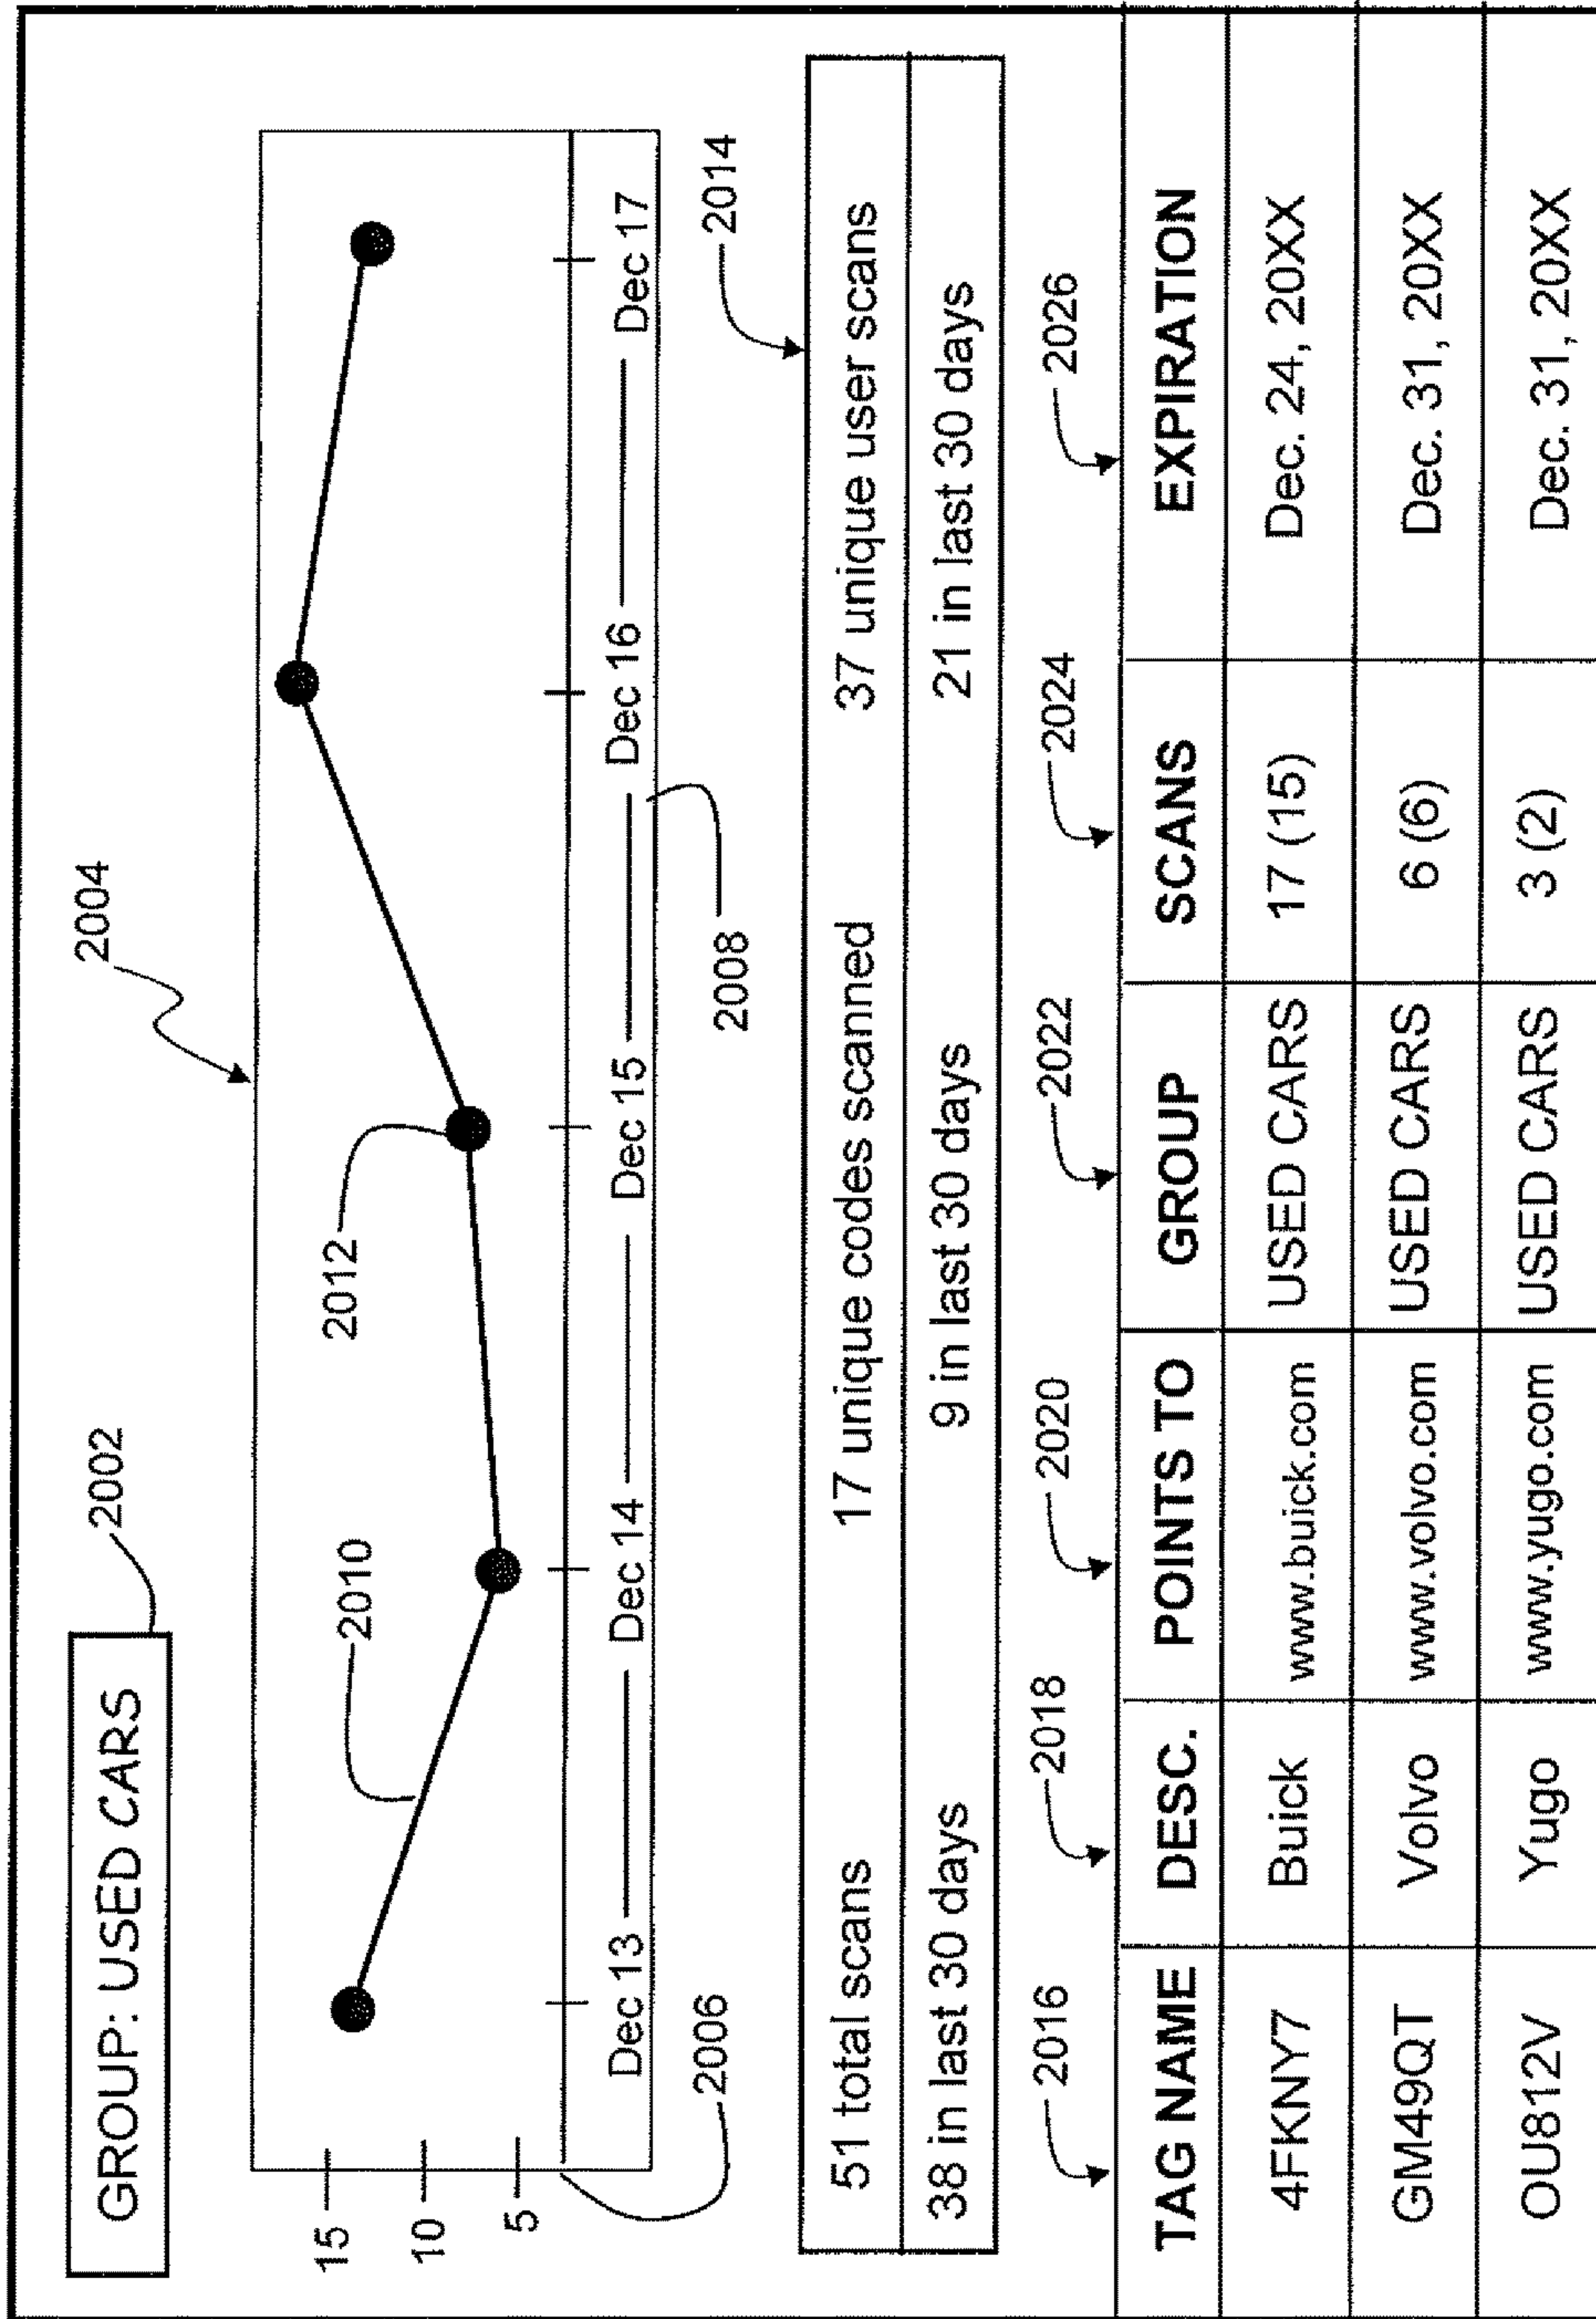 GROUP: USED CARS
2002
2004
15
10
5
2010
2012
Dec 13 Dec 14 Dec 15 Dec 16 Dec 17
2006
2008
2014
51 total scans 17 unique codes scanned 37 unique user scans
38 in last 30 days 9 in last 30 days 21 in last 30 days
2016 2018 2020 2022 2024 2026
TAG NAME DESC. POINTS TO GROUP SCANS EXPIRATION
4FKNY7 Buick www.buick.com USED CARS 17 (15) Dec. 24, 20XX
GM49QT Volvo www.volvo.com USED CARS 6 (6) Dec. 31, 20XX
OU812V Yugo www.yugo.com USED CARS 3 (2) Dec. 31, 20XX